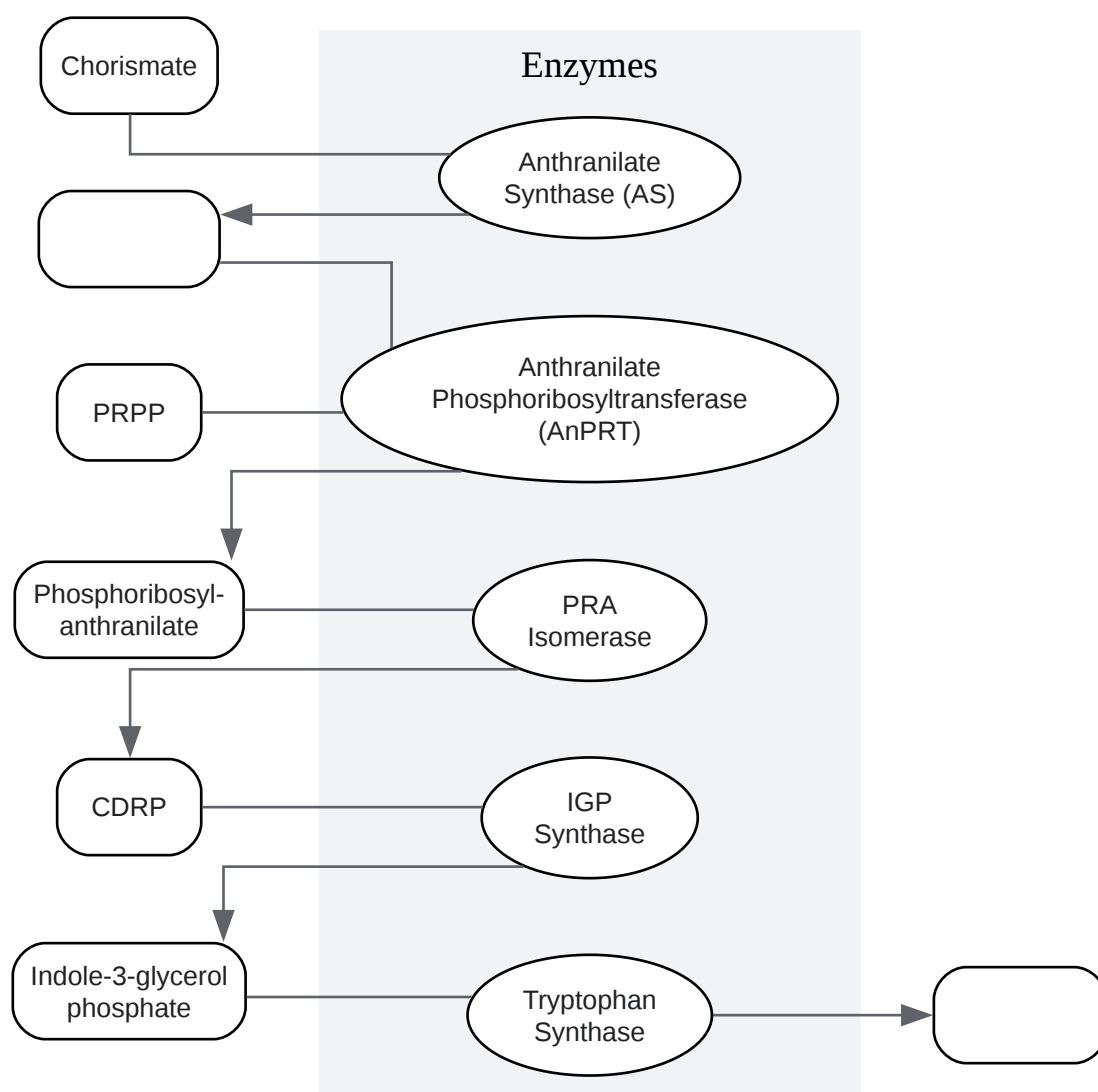 Chorismate
Enzymes
Anthranilate
Synthase (AS)
Anthranilate
Phosphoribosyltransferase
(AnPRT)
PRPP
Phosphoribosyl-
anthranilate
PRA
Isomerase
CDRP
IGP
Synthase
Indole-3-glycerol
phosphate
Tryptophan
Synthase